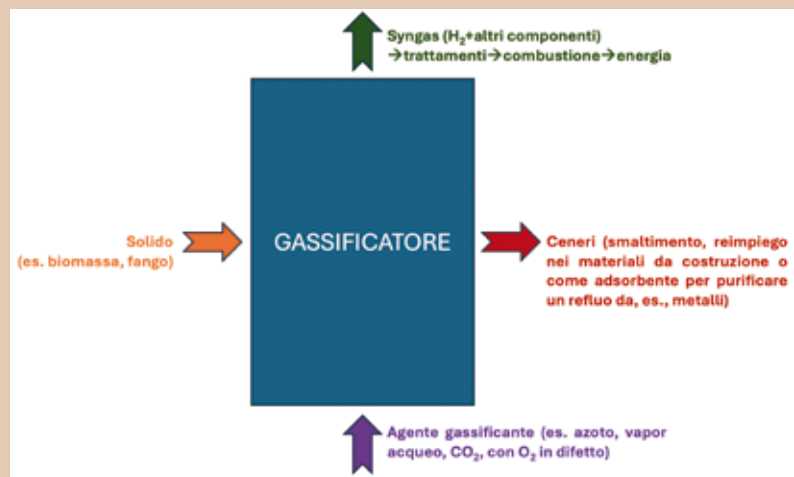 Syngas (H₂+altri componenti)
→trattamenti→combustione→energia
Solido
(es. biomassa, fango)
GASSIFICATORE
Ceneri (smaltimento, reimpiego
nei materiali da costruzione o
come adsorbente per purificare
un refluo da, es., metalli)
Agente gassificante (es. azoto, vapor
acqueo, CO₂, con O₂ in difetto)